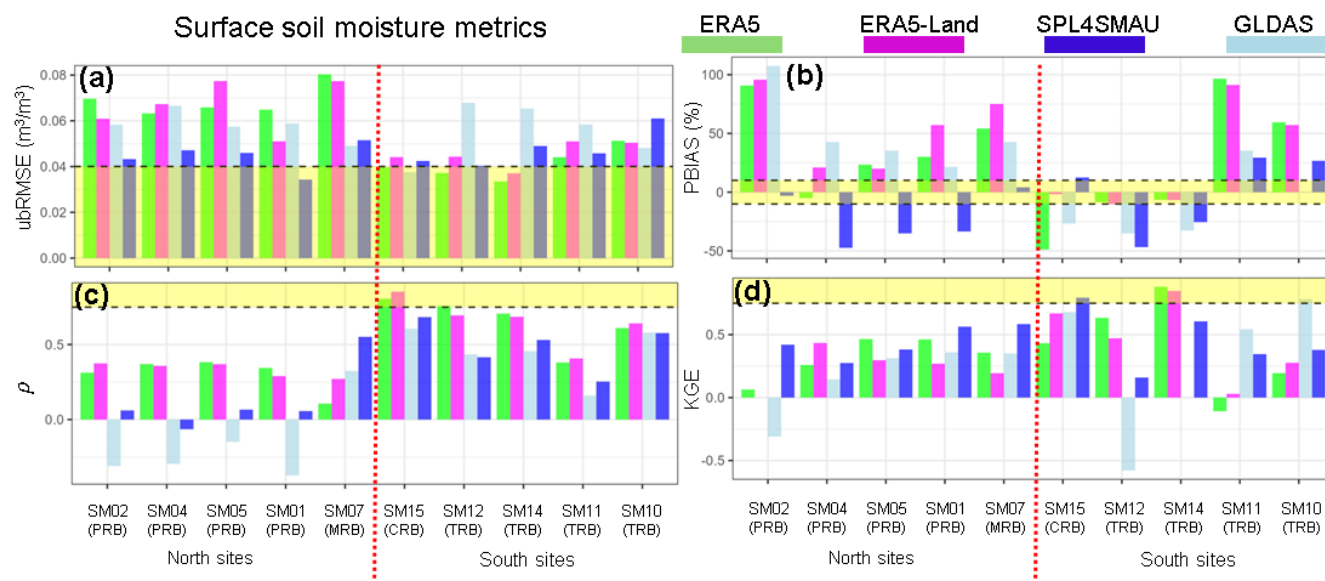 Surface soil moisture metrics
ERA5 ERA5-Land SPL4SMAU GLDAS
(a)
ubRMSE (m³/m³)
0.08
0.06
0.04
0.02
0.00
(b)
PBIAS (%)
100
50
0
-50
(c)
ρ
0.5
0.0
(d)
KGE
0.5
0.0
-0.5
SM02 SM04 SM05 SM01 SM07 SM15 SM12 SM14 SM11 SM10
(PRB) (PRB) (PRB) (PRB) (MRB) (CRB) (TRB) (TRB) (TRB) (TRB)
North sites South sites
SM02 SM04 SM05 SM01 SM07 SM15 SM12 SM14 SM11 SM10
(PRB) (PRB) (PRB) (PRB) (MRB) (CRB) (TRB) (TRB) (TRB) (TRB)
North sites South sites